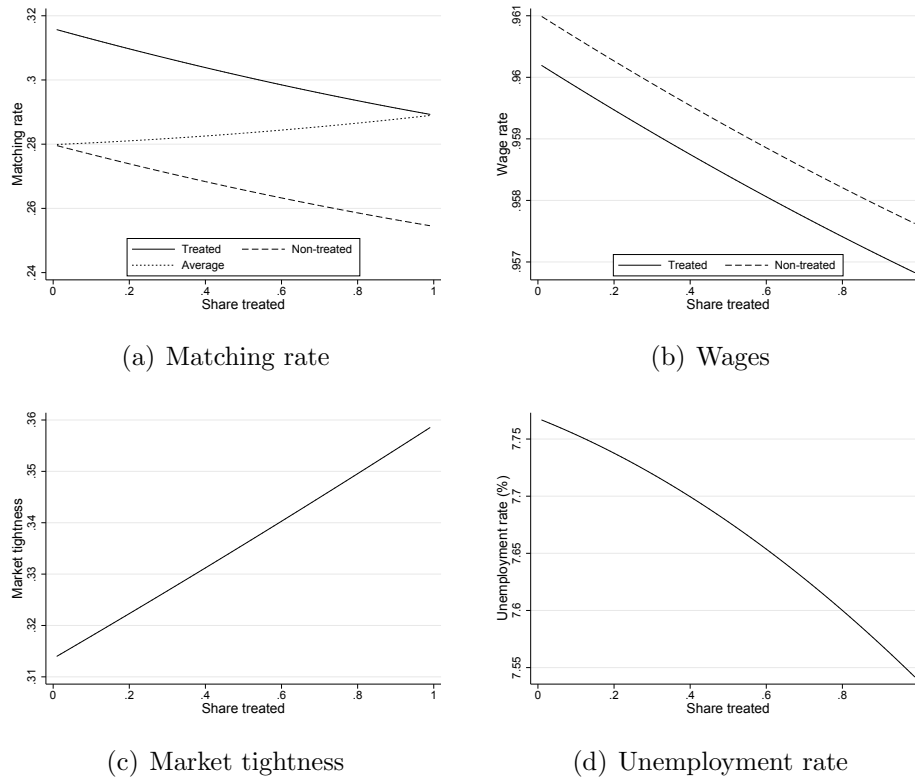 Matching rate
.24 .26 .28 .3 .32
Treated Non-treated
Average
0 .2 .4 .6 .8 1
Share treated
(a) Matching rate
Wage rate
.957 .958 .959 .96 .961
Treated Non-treated
0 .2 .4 .6 .8
Share treated
(b) Wages
Market tightness
.31 .32 .33 .34 .35 .36
0 .2 .4 .6 .8 1
Share treated
(c) Market tightness
Unemployment rate (%)
7.55 7.6 7.65 7.7 7.75
0 .2 .4 .6 .8
Share treated
(d) Unemployment rate